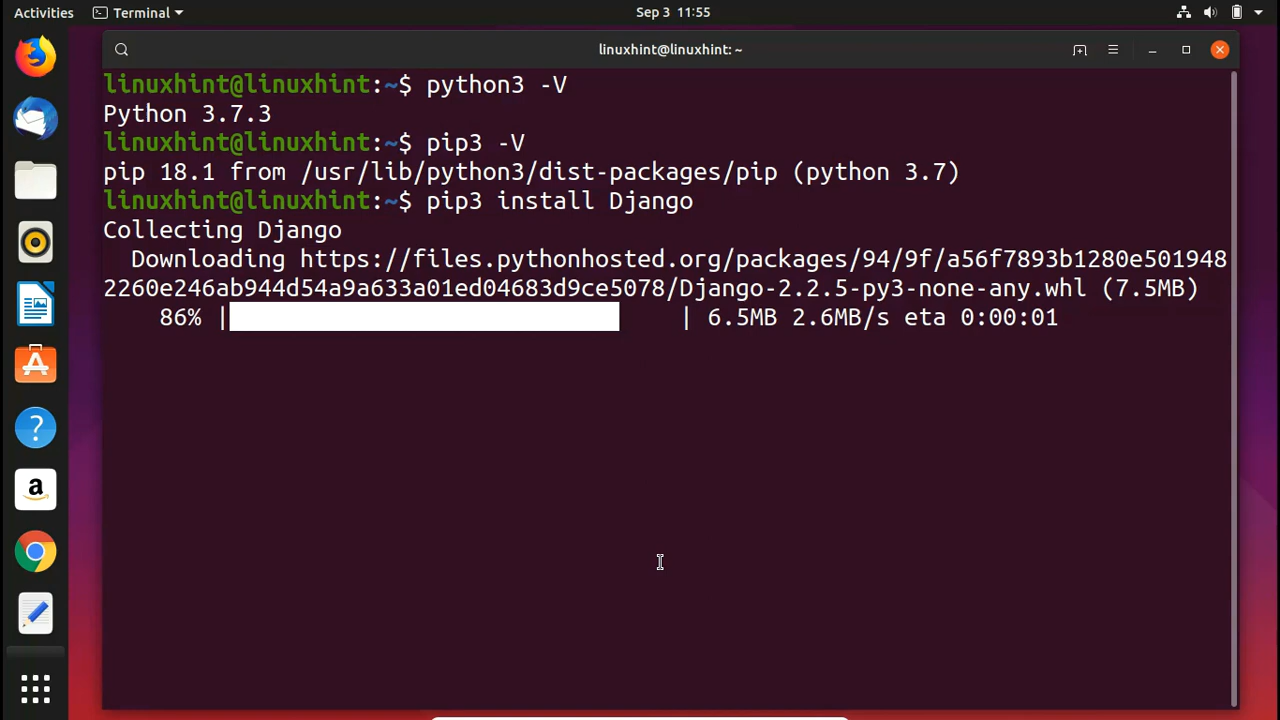 Activities Terminal Sep 3 11:55
linuxhint@linuxhint: ~
linuxhint@linuxhint:~$ python3 -V
Python 3.7.3
linuxhint@linuxhint:~$ pip3 -V
pip 18.1 from /usr/lib/python3/dist-packages/pip (python 3.7)
linuxhint@linuxhint:~$ pip3 install Django
Collecting Django
  Downloading https://files.pythonhosted.org/packages/94/9f/a56f7893b1280e501948
2260e246ab944d54a9a633a01ed04683d9ce5078/Django-2.2.5-py3-none-any.whl (7.5MB)
    86% |                                | 6.5MB 2.6MB/s eta 0:00:01